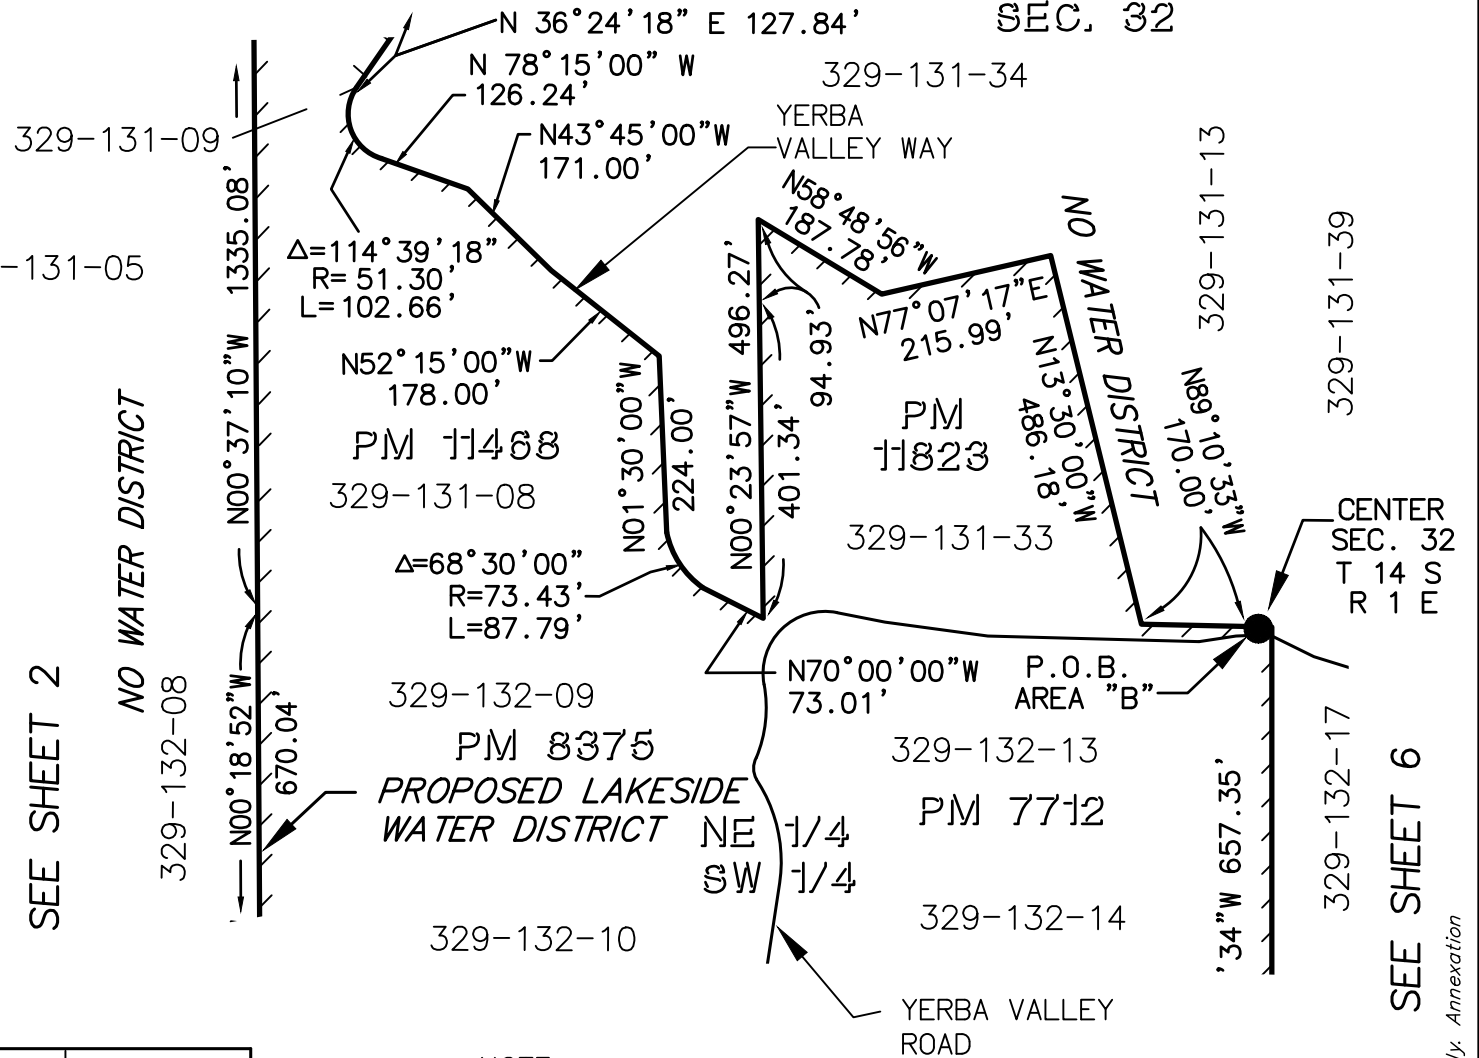 N 36°24'18" E 127.84'
SEC. 32
N 78°15'00" W
126.24'
329-131-34
YERBA
VALLEY WAY
329-131-09
N43°45'00"W
171.00'
329-131-13
N58°48'56"W
187.78'
NO WATER DISTRICT
329-131-39
N00°37'10"W 1335.08'
Δ=114°39'18"
R= 51.30'
L=102.66'
-131-05
N77°07'17"E
215.99'
N52°15'00"W
178.00'
N00°23'57"W 496.27'
94.93'
401.34'
N13°30'00"W
486.18'
N89°10'33"W
170.00'
PM
11823
PM 11468
329-131-08
N01°30'00"W
224.00'
329-131-33
CENTER
SEC. 32
T 14 S
R 1 E
NO WATER DISTRICT
Δ=68°30'00"
R=73.43'
L=87.79'
N70°00'00"W
73.01'
P.O.B.
AREA "B"
SEE SHEET 2
329-132-08
N00°18'52"W
670.04'
329-132-09
PM 8375
PROPOSED LAKESIDE
WATER DISTRICT
NE 1/4
SW 1/4
329-132-13
PM 7712
'34"W 657.35'
329-132-17
SEE SHEET 6
329-132-10
329-132-14
YERBA VALLEY
ROAD
Annexation